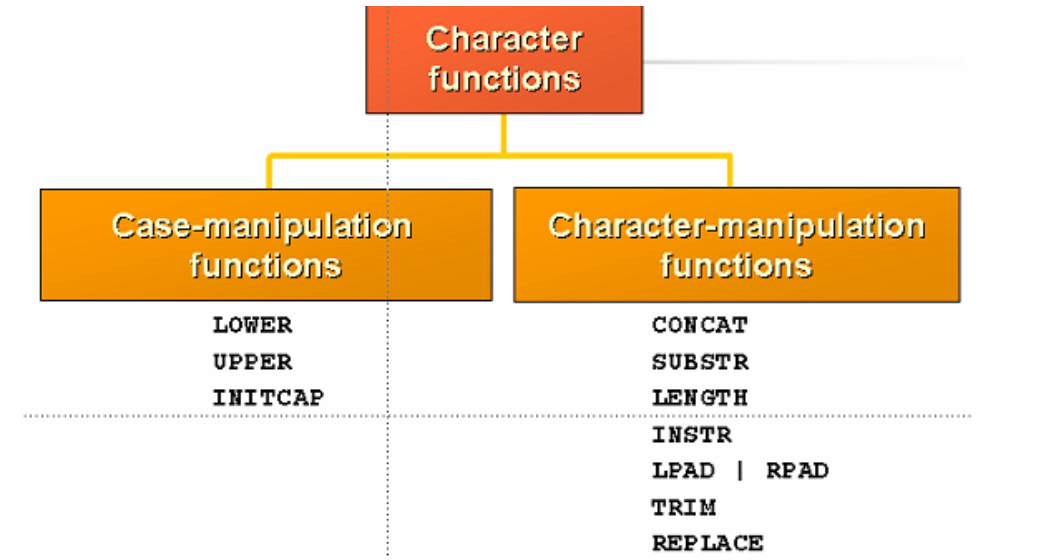 Character
functions
Case-manipulation
functions
LOWER
UPPER
INITCAP
Character-manipulation
functions
CONCAT
SUBSTR
LENGTH
INSTR
LPAD | RPAD
TRIM
REPLACE